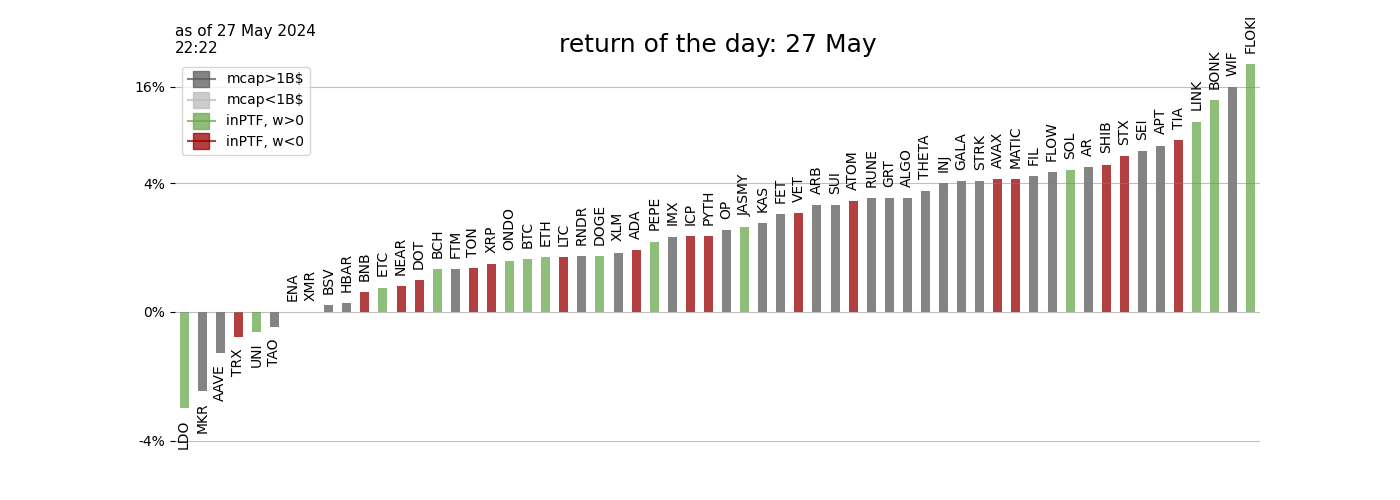 as of 27 May 2024
22:22
return of the day: 27 May
mcap>1B$
mcap<1B$
inPTF, w>0
inPTF, w<0
16%
4%
0%
-4%
LDO
MKR
AAVE
TRX
UNI
TAO
ENA
XMR
BSV
HBAR
BNB
ETC
NEAR
DOT
BCH
FTM
TON
XRP
ONDO
BTC
ETH
LTC
RNDR
DOGE
XLM
ADA
PEPE
IMX
ICP
PYTH
OP
JASMY
KAS
FET
VET
ARB
SUI
ATOM
RUNE
GRT
ALGO
THETA
INJ
GALA
STRK
AVAX
MATIC
FIL
FLOW
SOL
AR
SHIB
STX
SEI
APT
TIA
LINK
BONK
WIF
FLOKI